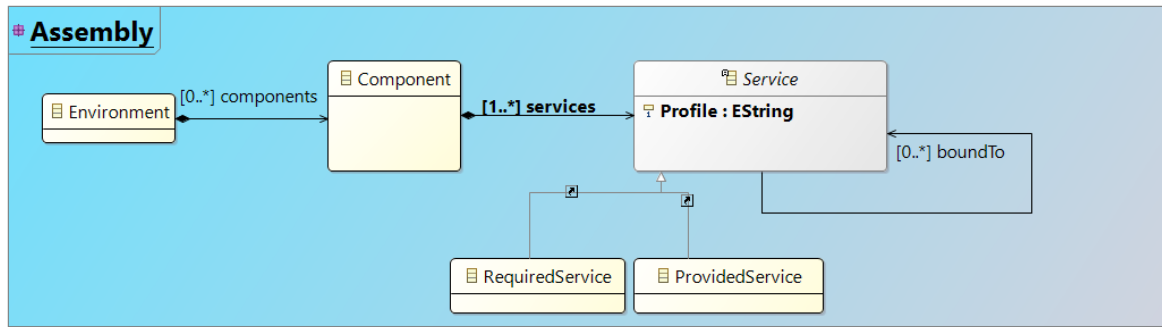 Assembly
Environment
[0..*] components
Component
[1..*] services
Service
Profile : EString
[0..*] boundTo
RequiredService
ProvidedService